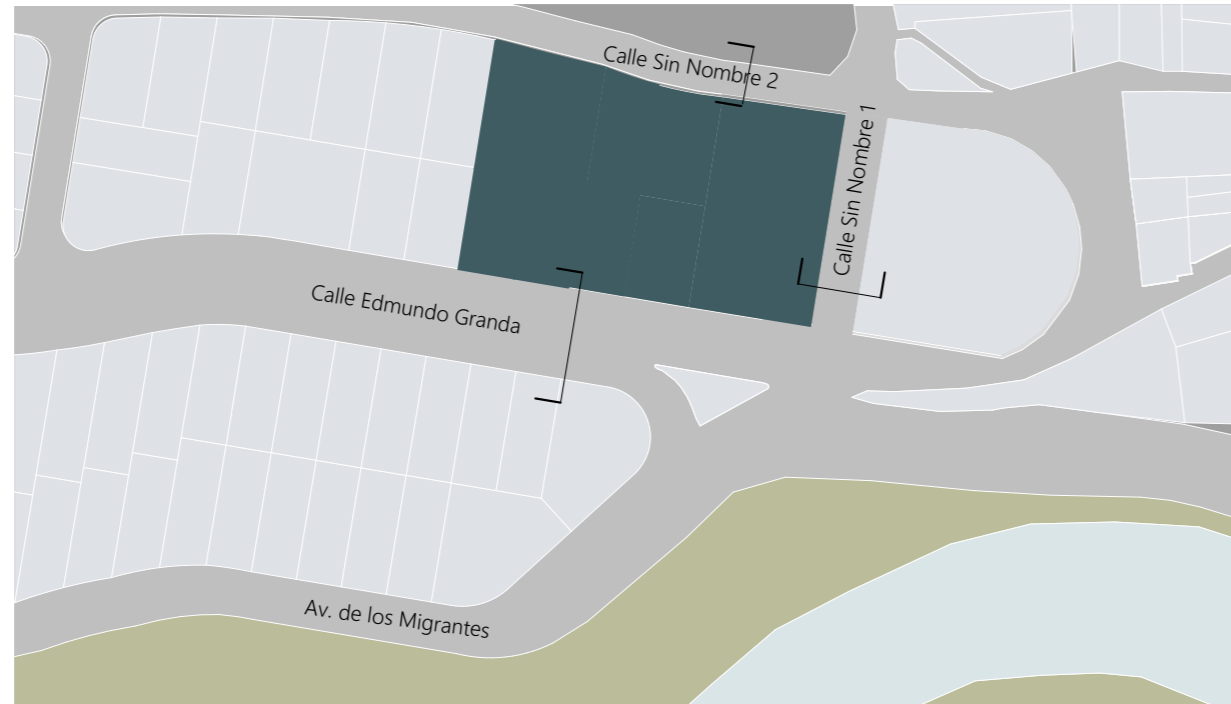 Calle Sin Nombre 2
Calle Sin Nombre 1
Calle Edmundo Granda
Av. de los Migrantes